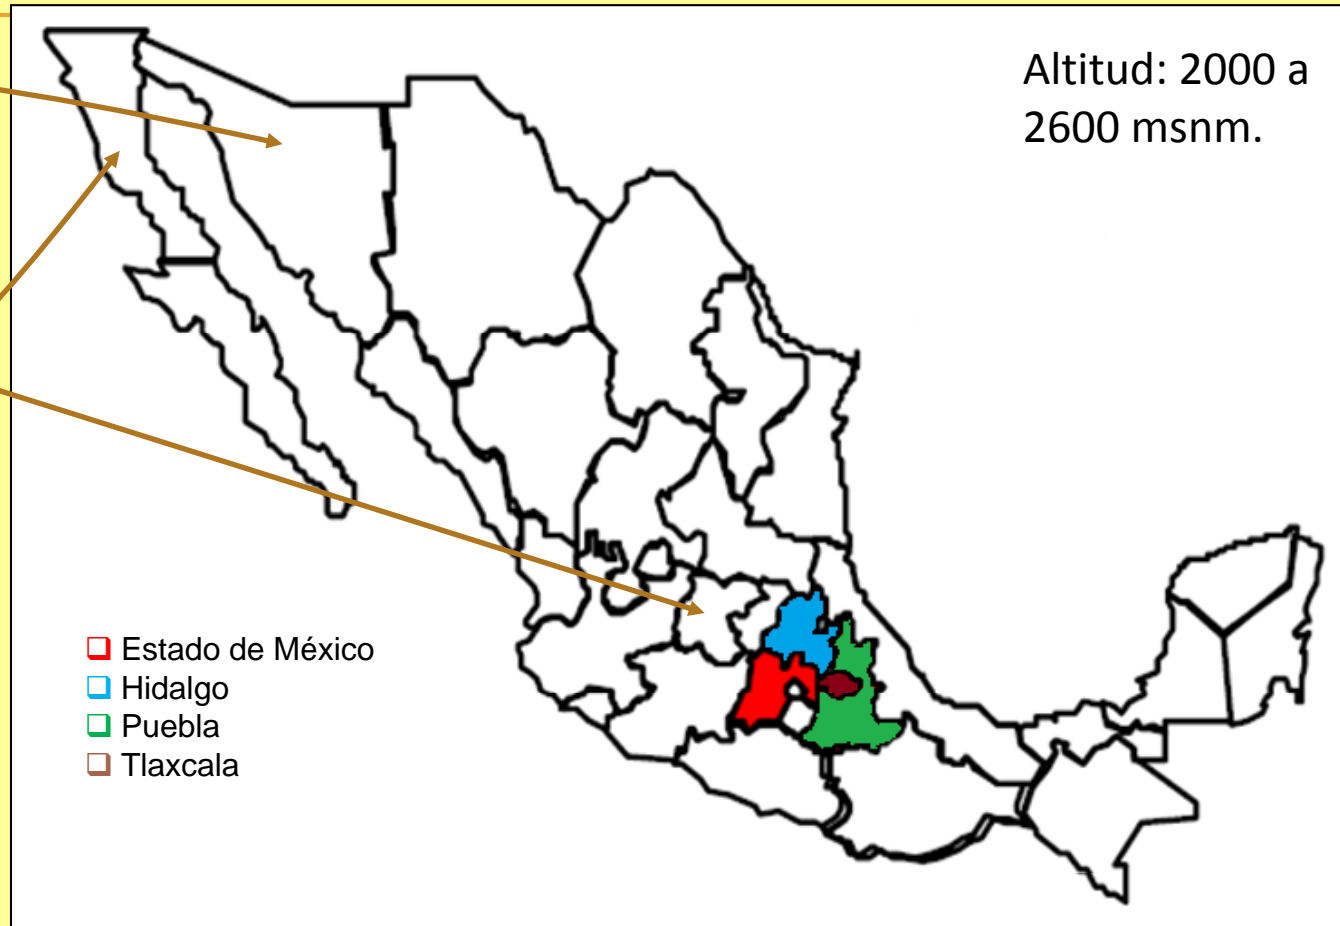 Altitud: 2000 a
2600 msnm.
Estado de México
Hidalgo
Puebla
Tlaxcala